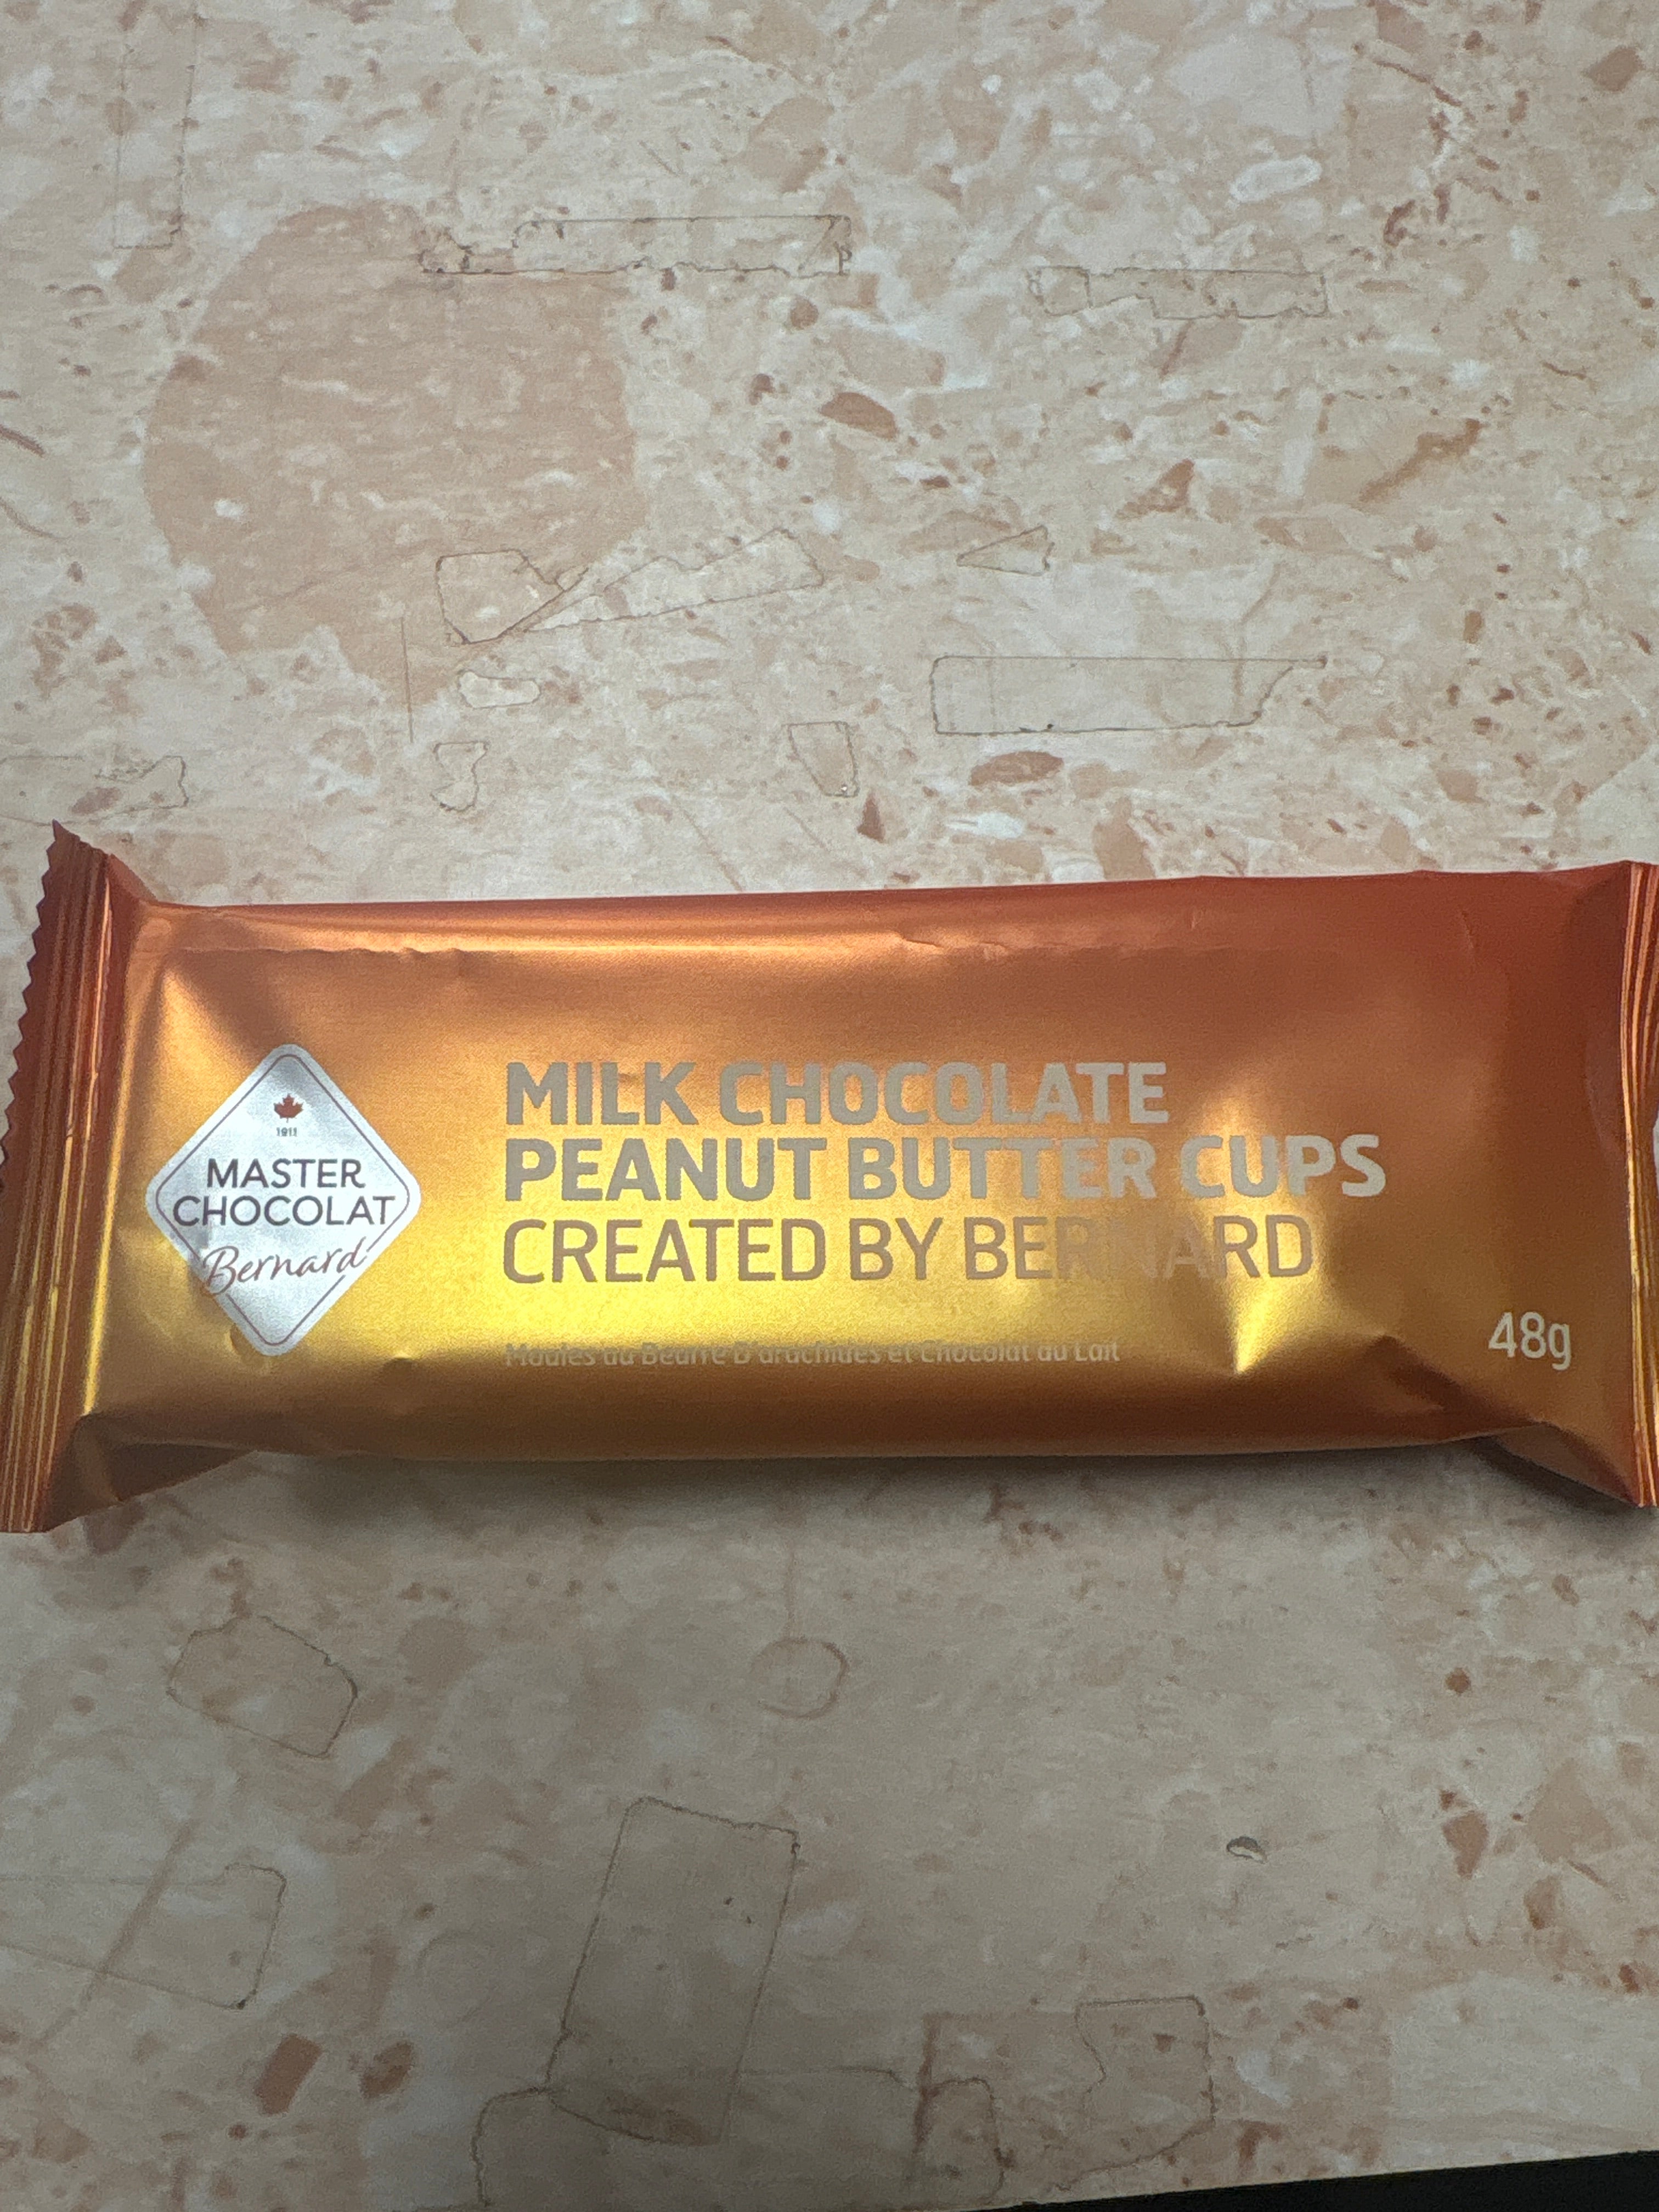 1911
MASTER
CHOCOLAT
Bernard
MILK CHOCOLATE
PEANUT BUTTER CUPS
CREATED BY BERNARD
Moules au Beurre D'arachides et Chocolat au Lait
48g